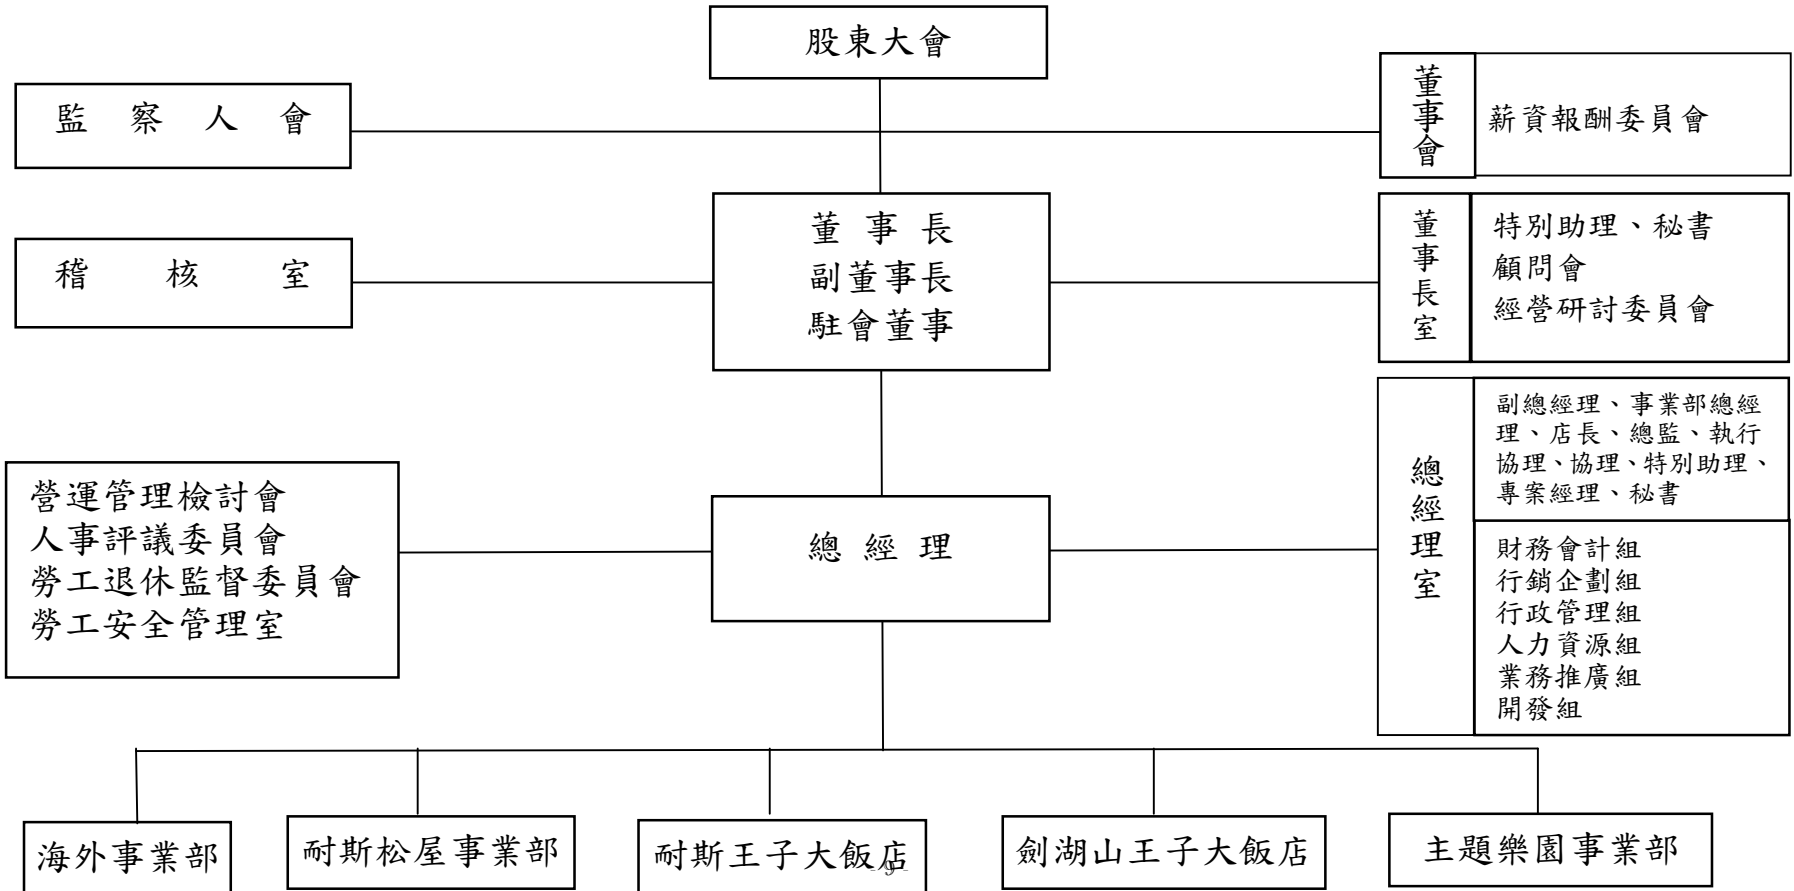 股東大會
監察人會
董事會
薪資報酬委員會
董事長
副董事長
駐會董事
稽核室
董事長室
特別助理、秘書
顧問會
經營研討委員會
營運管理檢討會
人事評議委員會
勞工退休監督委員會
勞工安全管理室
總經理
總經理室
副總經理、事業部總經
理、店長、總監、執行
協理、協理、特別助理、
專案經理、秘書
財務會計組
行銷企劃組
行政管理組
人力資源組
業務推廣組
開發組
海外事業部
耐斯松屋事業部
耐斯王子大飯店
劍湖山王子大飯店
主題樂園事業部
- 9 -